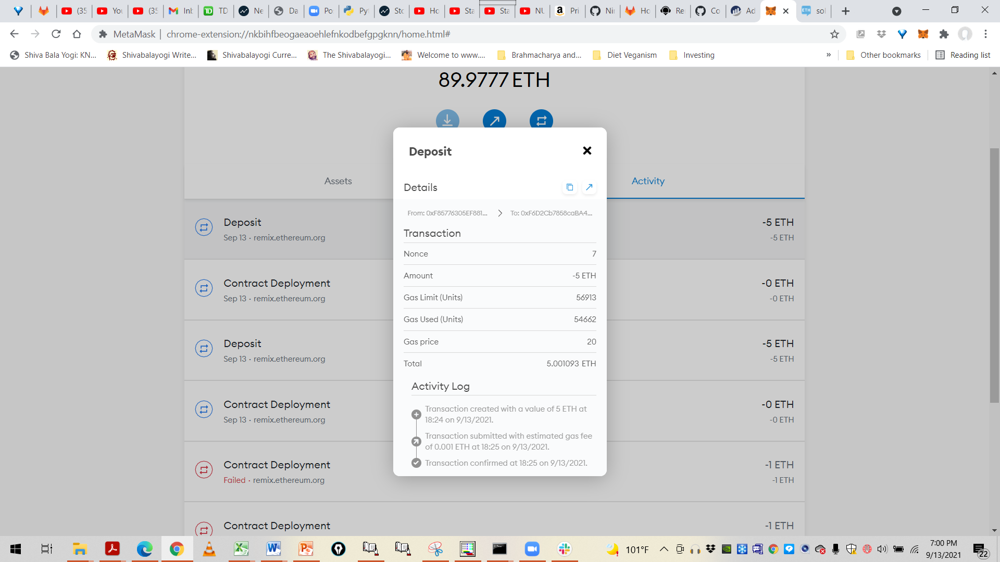 (35
You
(35
Inb
TD
Ne
Da
Po
Pyt
Sto
Ho
Sta
Sta
NU
Pri
Nir
Ho
Re
Co
Ad
sol
MetaMask | chrome-extension://nkbihfbeogaeaoehlefnkodbefgpgknn/home.html#
Shiva Bala Yogi: KN...
Shivabalayogi Write...
Shivabalayogi Curre...
The Shivabalayogi...
Welcome to www....
Brahmacharya and...
Diet Veganism
Investing
»
Other bookmarks
Reading list
89.9777 ETH
Assets
Activity
Deposit
Sep 13 · remix.ethereum.org
-5 ETH
-5 ETH
Contract Deployment
Sep 13 · remix.ethereum.org
-0 ETH
-0 ETH
Deposit
Sep 13 · remix.ethereum.org
-5 ETH
-5 ETH
Contract Deployment
Sep 13 · remix.ethereum.org
-0 ETH
-0 ETH
Contract Deployment
Failed · remix.ethereum.org
-1 ETH
-1 ETH
Contract Deployment
-1 ETH
Deposit
Details
From: 0xF85776305EF881...
To: 0xF6D2Cb7858caBA4...
Transaction
Nonce 7
Amount -5 ETH
Gas Limit (Units) 56913
Gas Used (Units) 54662
Gas price 20
Total 5.001093 ETH
Activity Log
Transaction created with a value of 5 ETH at
18:24 on 9/13/2021.
Transaction submitted with estimated gas fee
of 0.001 ETH at 18:25 on 9/13/2021.
Transaction confirmed at 18:25 on 9/13/2021.
101°F
7:00 PM
9/13/2021
22